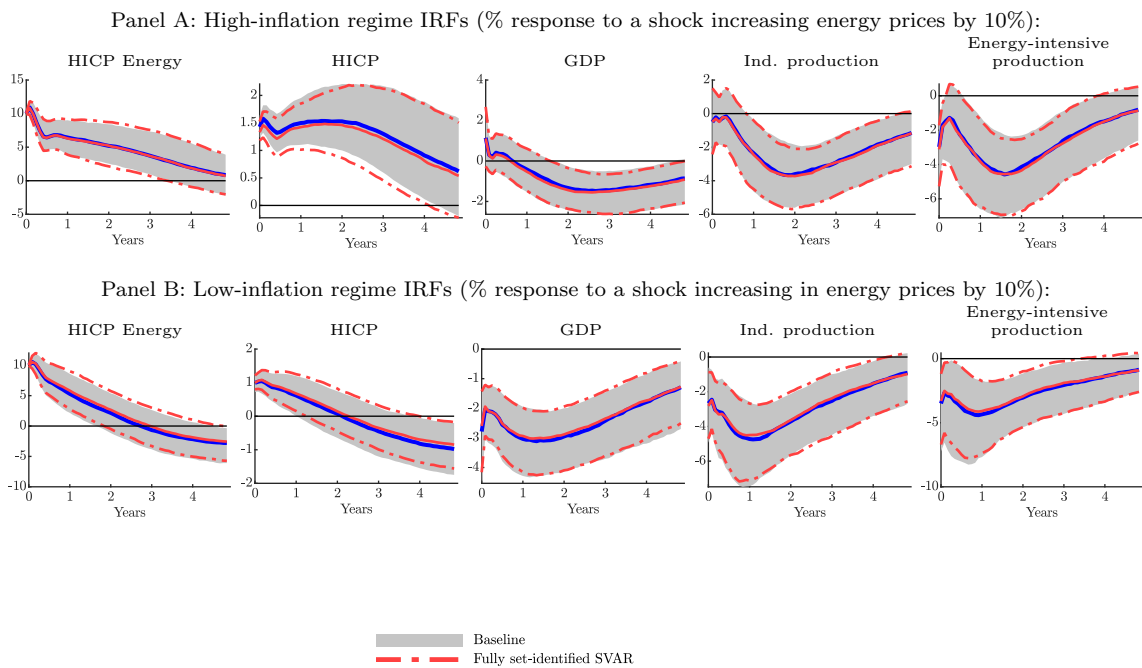 Panel A: High-inflation regime IRFs (% response to a shock increasing energy prices by 10%):
HICP Energy
HICP
GDP
Ind. production
Energy-intensive
production
15
10
5
0
-5
0 1 2 3 4
Years
2
1.5
1
0.5
0
0 1 2 3 4
Years
4
2
0
-2
0 1 2 3 4
Years
2
0
-2
-4
-6
0 1 2 3 4
Years
0
-2
-4
-6
0 1 2 3 4
Years
Panel B: Low-inflation regime IRFs (% response to a shock increasing in energy prices by 10%):
HICP Energy
HICP
GDP
Ind. production
Energy-intensive
production
10
5
0
-5
-10
0 1 2 3 4
Years
2
1
0
-1
-2
0 1 2 3 4
Years
0
-1
-2
-3
-4
0 1 2 3 4
Years
0
-2
-4
-6
0 1 2 3 4
Years
0
-5
-10
0 1 2 3 4
Years
Baseline
Fully set-identified SVAR